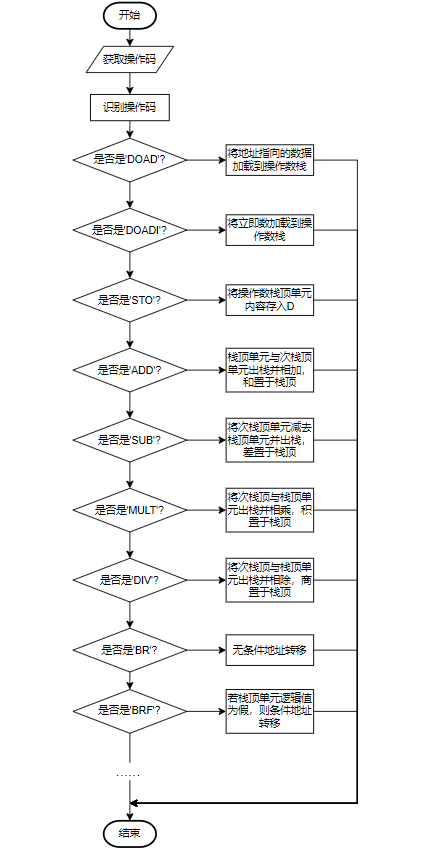 开始
获取操作码
识别操作码
是否是'DOAD'?
将地址指向的数据
加载到操作数栈
是否是'DOADI'?
将立即数加载到操
作数栈
是否是'STO'?
将操作数栈顶单元
内容存入D
是否是'ADD'?
栈顶单元与次栈顶
单元出栈并相加，
和置于栈顶
是否是'SUB'?
将次栈顶单元减去
栈顶单元并出栈，
差置于栈顶
是否是'MULT'?
将次栈顶与栈顶单
元出栈并相乘，积
置于栈顶
是否是'DIV'?
将次栈顶与栈顶单
元出栈并相除，商
置于栈顶
是否是'BR'?
无条件地址转移
是否是'BRF'?
若栈顶单元逻辑值
为假，则条件地址
转移
……
结束